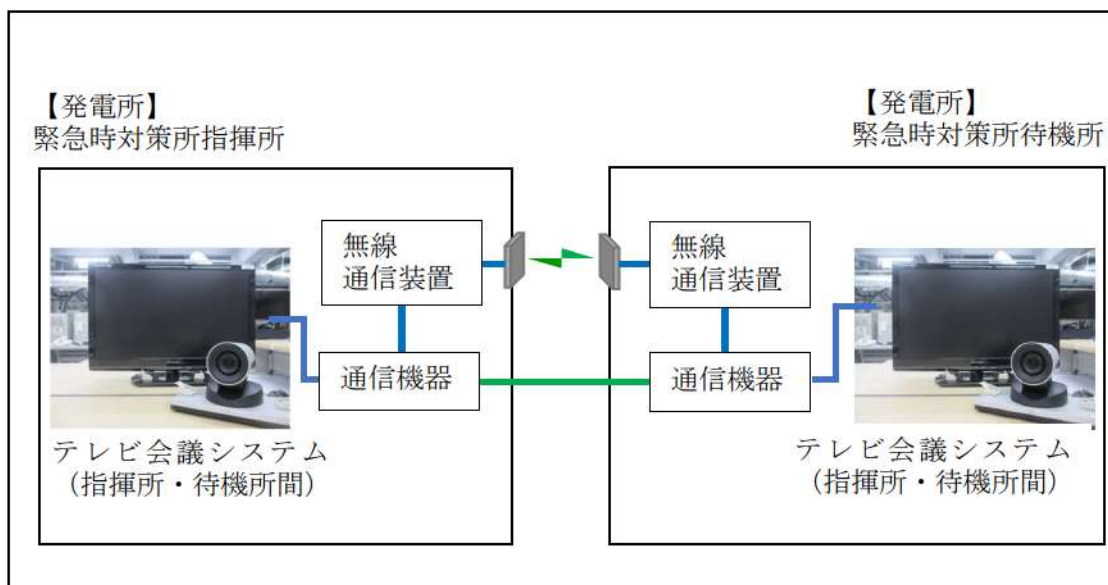 【発電所】
緊急時対策所指揮所
無線
通信装置
通信機器
テレビ会議システム
（指揮所・待機所間）
【発電所】
緊急時対策所待機所
無線
通信装置
通信機器
テレビ会議システム
（指揮所・待機所間）